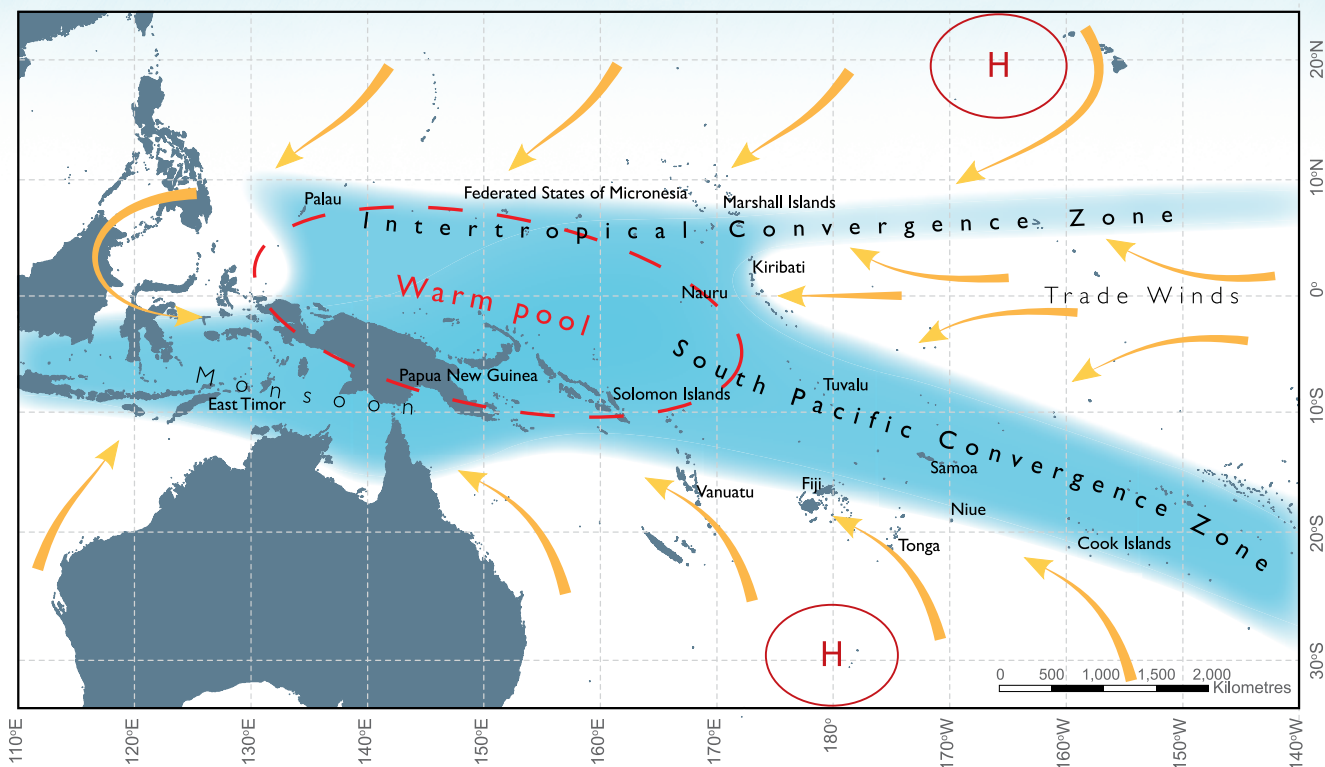 H
20°N
10°N
Palau
Federated States of Micronesia
Marshall Islands
Intertropical Convergence Zone
Kiribati
Warm pool
Nauru
Trade Winds
0°
South Pacific Convergence Zone
Monsoon
Papua New Guinea
Tuvalu
East Timor
Solomon Islands
10°S
Samoa
Vanuatu
Fiji
Niue
20°S
Tonga
Cook Islands
H
30°S
0 500 1,000 1,500 2,000
Kilometres
110°E 120°E 130°E 140°E 150°E 160°E 170°E 180° 170°W 160°W 150°W 140°W